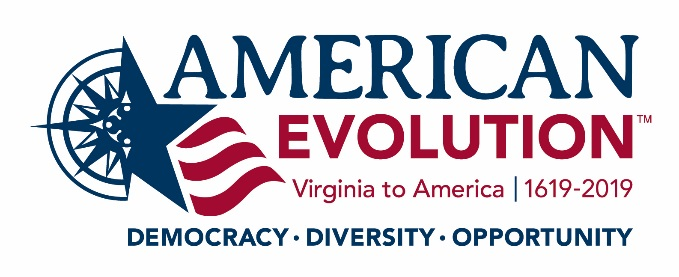 AMERICAN
EVOLUTION™
Virginia to America | 1619-2019
DEMOCRACY · DIVERSITY · OPPORTUNITY